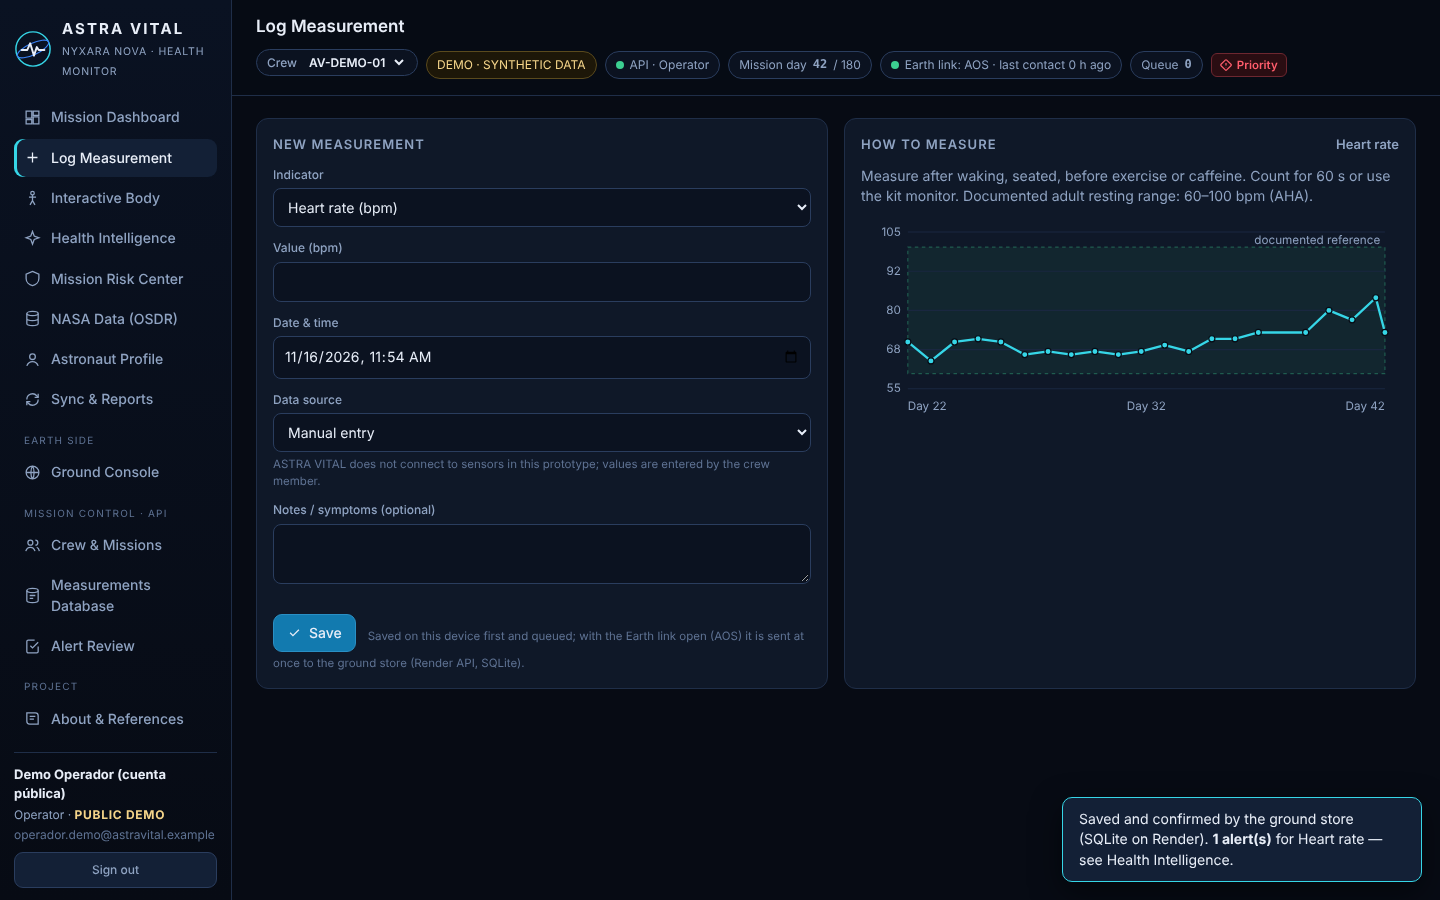 ASTRA VITAL
NYXARA NOVA · HEALTH
MONITOR
Mission Dashboard
Log Measurement
Interactive Body
Health Intelligence
Mission Risk Center
NASA Data (OSDR)
Astronaut Profile
Sync & Reports
EARTH SIDE
Ground Console
MISSION CONTROL · API
Crew & Missions
Measurements
Database
Alert Review
PROJECT
About & References
Demo Operador (cuenta
pública)
Operator · PUBLIC DEMO
operador.demo@astravital.example
Sign out
Log Measurement
Crew AV-DEMO-01
DEMO · SYNTHETIC DATA
API · Operator
Mission day 42 / 180
Earth link: AOS · last contact 0 h ago
Queue 0
Priority
NEW MEASUREMENT
Indicator
Heart rate (bpm)
Value (bpm)
Date & time
11/16/2026, 11:54 AM
Data source
Manual entry
ASTRA VITAL does not connect to sensors in this prototype; values are entered by the crew
member.
Notes / symptoms (optional)
Save
Saved on this device first and queued; with the Earth link open (AOS) it is sent at
once to the ground store (Render API, SQLite).
HOW TO MEASURE
Heart rate
Measure after waking, seated, before exercise or caffeine. Count for 60 s or use
the kit monitor. Documented adult resting range: 60–100 bpm (AHA).
105
documented reference
92
80
68
55
Day 22
Day 32
Day 42
Saved and confirmed by the ground store
(SQLite on Render). 1 alert(s) for Heart rate —
see Health Intelligence.